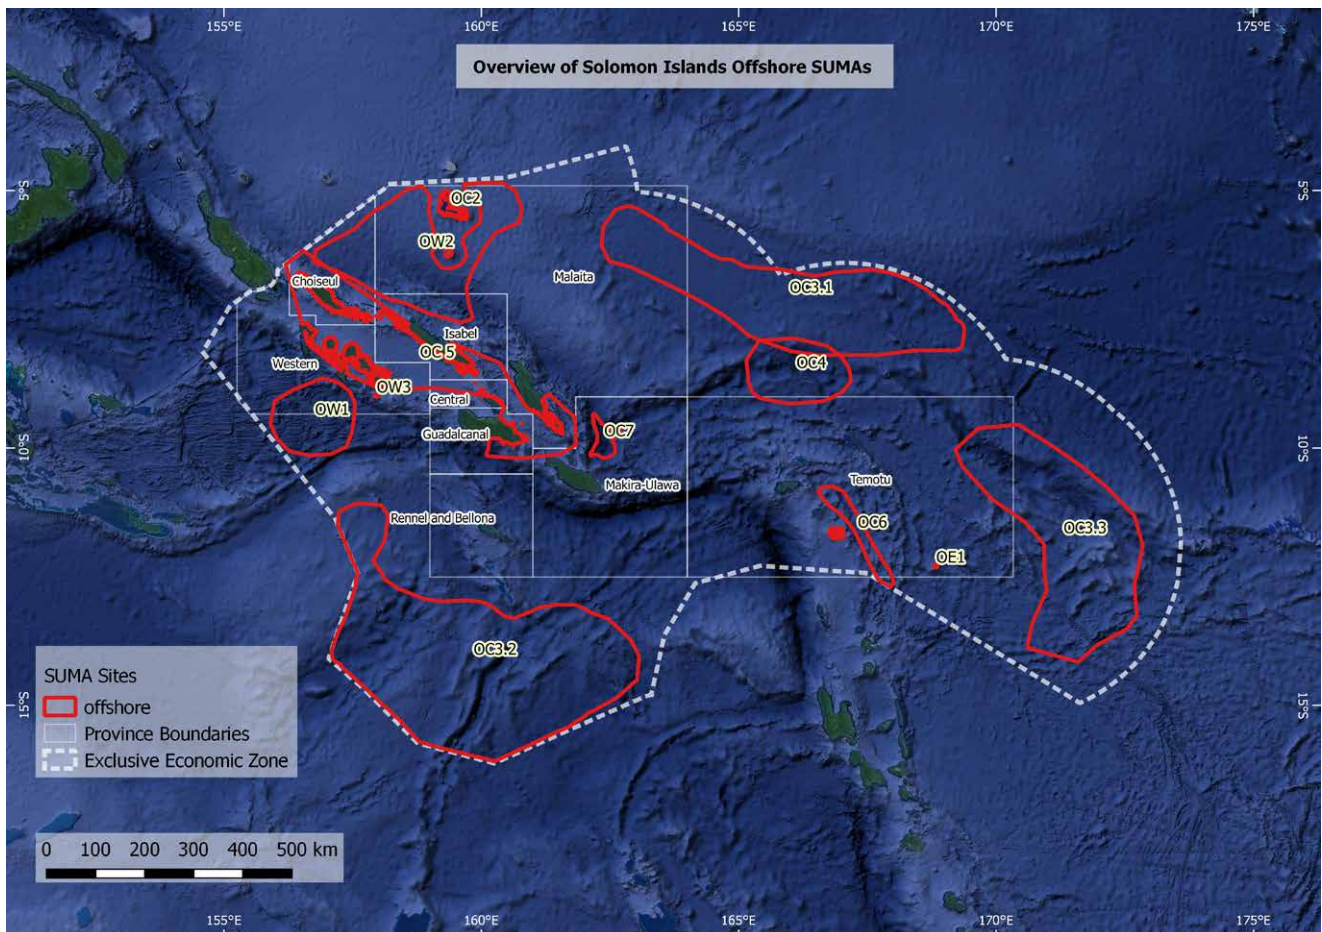 155°E
160°E
165°E
170°E
175°E
Overview of Solomon Islands Offshore SUMAs
5°S
5°S
OC2
OW2
Choiseul
Malaita
OC3.1
Isabel
OC5
Western
OC4
OW3
Central
OW1
Guadalcanal
OC7
10°S
10°S
Makira-Ulawa
Temotu
Rennel and Bellona
OC6
OC3.3
OE1
OC3.2
SUMA Sites
offshore
Province Boundaries
Exclusive Economic Zone
15°S
15°S
0 100 200 300 400 500 km
155°E
160°E
165°E
170°E
175°E